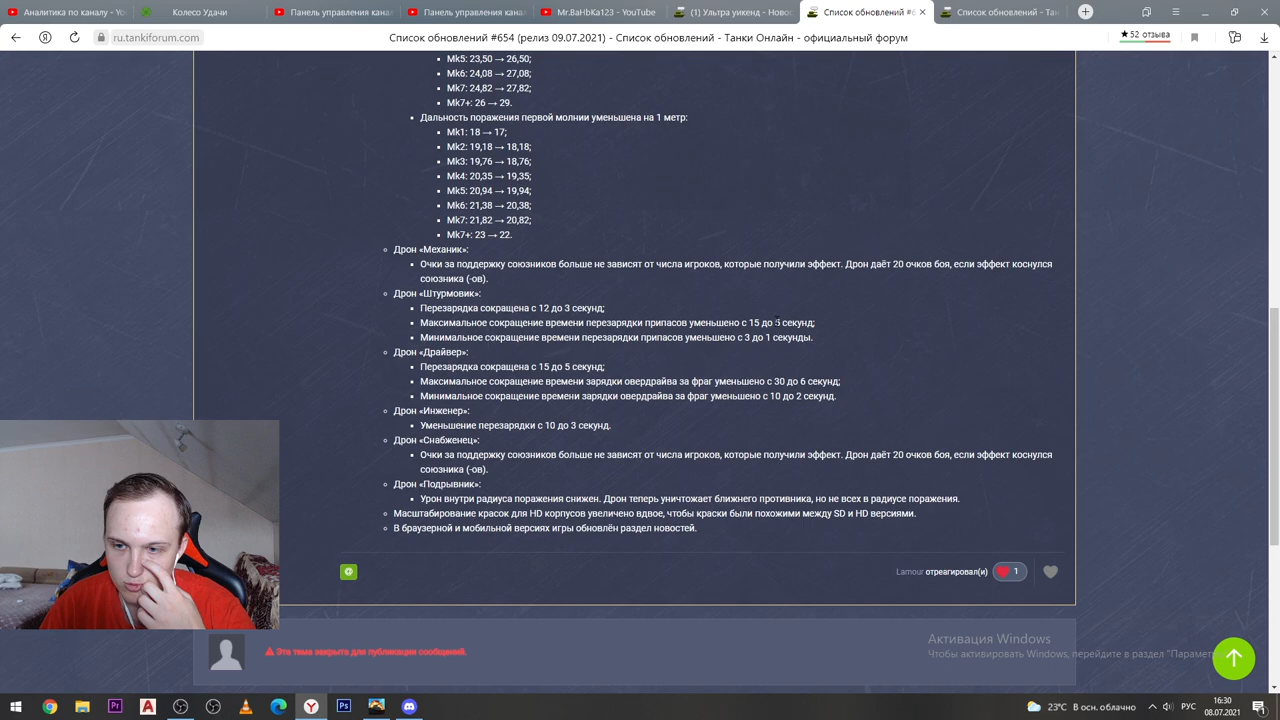 Аналитика по каналу - Yo
Колесо Удачи
Панель управления канал
Панель управления канал
Mr.BaHbKa123 - YouTube
(1) Ультра уикенд - Новос
Список обновлений #6
Список обновлений - Тан
ru.tankiforum.com
Список обновлений #654 (релиз 09.07.2021) - Список обновлений - Танки Онлайн - официальный форум
★52 отзыва
Mk5: 23,50 → 26,50;
Mk6: 24,08 → 27,08;
Mk7: 24,82 → 27,82;
Mk7+: 26 → 29.
Дальность поражения первой молнии уменьшена на 1 метр:
Mk1: 18 → 17;
Mk2: 19,18 → 18,18;
Mk3: 19,76 → 18,76;
Mk4: 20,35 → 19,35;
Mk5: 20,94 → 19,94;
Mk6: 21,38 → 20,38;
Mk7: 21,82 → 20,82;
Mk7+: 23 → 22.
Дрон «Механик»:
Очки за поддержку союзников больше не зависят от числа игроков, которые получили эффект. Дрон даёт 20 очков боя, если эффект коснулся
союзника (-ов).
Дрон «Штурмовик»:
Перезарядка сокращена с 12 до 3 секунд;
Максимальное сокращение времени перезарядки припасов уменьшено с 15 до секунд;
Минимальное сокращение времени перезарядки припасов уменьшено с 3 до 1 секунды.
Дрон «Драйвер»:
Перезарядка сокращена с 15 до 5 секунд;
Максимальное сокращение времени зарядки овердрайва за фраг уменьшено с 30 до 6 секунд;
Минимальное сокращение времени зарядки овердрайва за фраг уменьшено с 10 до 2 секунд.
Дрон «Инженер»:
Уменьшение перезарядки с 10 до 3 секунд.
Дрон «Снабженец»:
Очки за поддержку союзников больше не зависят от числа игроков, которые получили эффект. Дрон даёт 20 очков боя, если эффект коснулся
союзника (-ов).
Дрон «Подрывник»:
Урон внутри радиуса поражения снижен. Дрон теперь уничтожает ближнего противника, но не всех в радиусе поражения.
Масштабирование красок для HD корпусов увеличено вдвое, чтобы краски были похожими между SD и HD версиями.
В браузерной и мобильной версиях игры обновлён раздел новостей.
@
Lamour отреагировал(и) 1
Эта тема закрыта для публикации сообщений.
Активация Windows
Чтобы активировать Windows, перейдите в раздел "Парамет
23°C В осн. облачно
РУС
16:30
08.07.2021
1